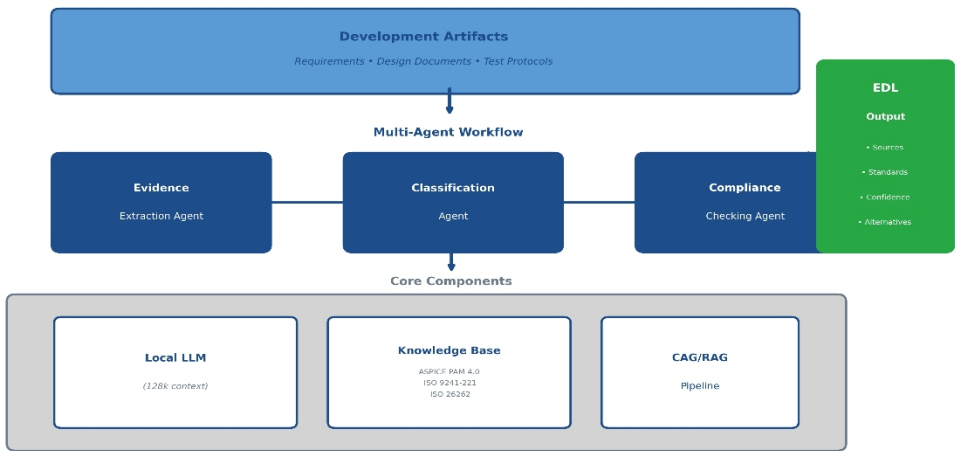 Development Artifacts
Requirements • Design Documents • Test Protocols
Multi-Agent Workflow
Evidence
Extraction Agent
Classification
Agent
Compliance
Checking Agent
EDL
Output
• Sources
• Standards
• Confidence
• Alternatives
Core Components
Local LLM
(128k context)
Knowledge Base
ASPICE PAM 4.0
ISO 9241-221
ISO 26262
CAG/RAG
Pipeline